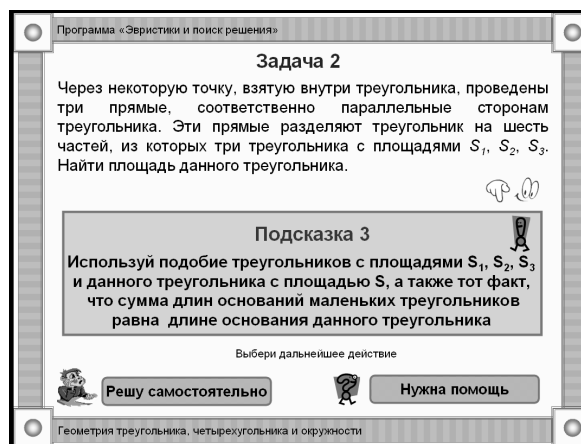 Программа «Эвристики и поиск решения»
Задача 2
Через некоторую точку, взятую внутри треугольника, проведены
три прямые, соответственно параллельные сторонам
треугольника. Эти прямые разделяют треугольник на шесть
частей, из которых три треугольника с площадями S₁, S₂, S₃.
Найти площадь данного треугольника.
Подсказка 3
Используй подобие треугольников с площадями S₁, S₂, S₃
и данного треугольника с площадью S, а также тот факт,
что сумма длин оснований маленьких треугольников
равна длине основания данного треугольника
Выбери дальнейшее действие
Решу самостоятельно
Нужна помощь
Геометрия треугольника, четырехугольника и окружности